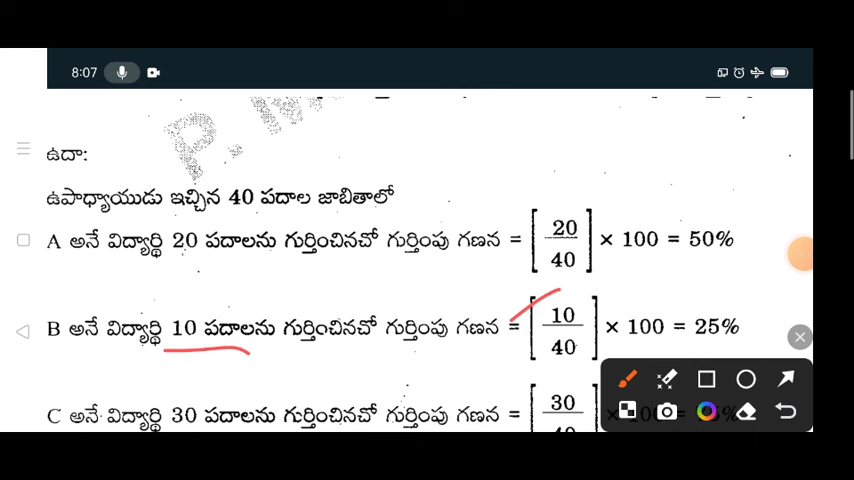 8:07
P.
ఉదా:
ఉపాధ్యాయుడు ఇచ్చిన 40 పదాల జాబితాలో
A అనే విద్యార్థి 20 పదాలను గుర్తించినచో గుర్తింపు గణన = [20/40] × 100 = 50%
B అనే విద్యార్థి 10 పదాలను గుర్తించినచో గుర్తింపు గణన = [10/40] × 100 = 25%
C అనే విద్యార్థి 30 పదాలను గుర్తించినచో గుర్తింపు గణన = [30/40]